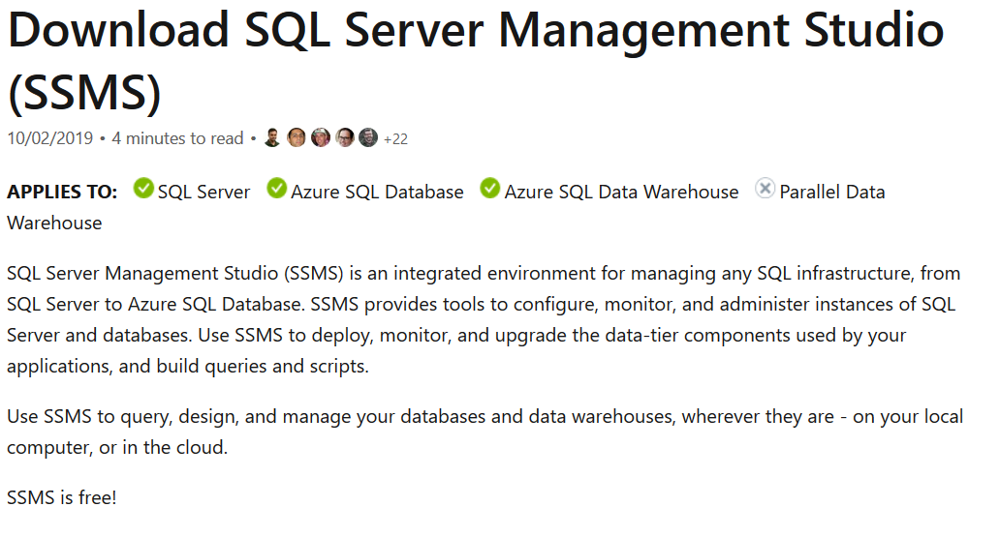 Download SQL Server Management Studio
(SSMS)
10/02/2019 • 4 minutes to read • +22
APPLIES TO: SQL Server Azure SQL Database Azure SQL Data Warehouse Parallel Data
Warehouse
SQL Server Management Studio (SSMS) is an integrated environment for managing any SQL infrastructure, from
SQL Server to Azure SQL Database. SSMS provides tools to configure, monitor, and administer instances of SQL
Server and databases. Use SSMS to deploy, monitor, and upgrade the data-tier components used by your
applications, and build queries and scripts.
Use SSMS to query, design, and manage your databases and data warehouses, wherever they are - on your local
computer, or in the cloud.
SSMS is free!